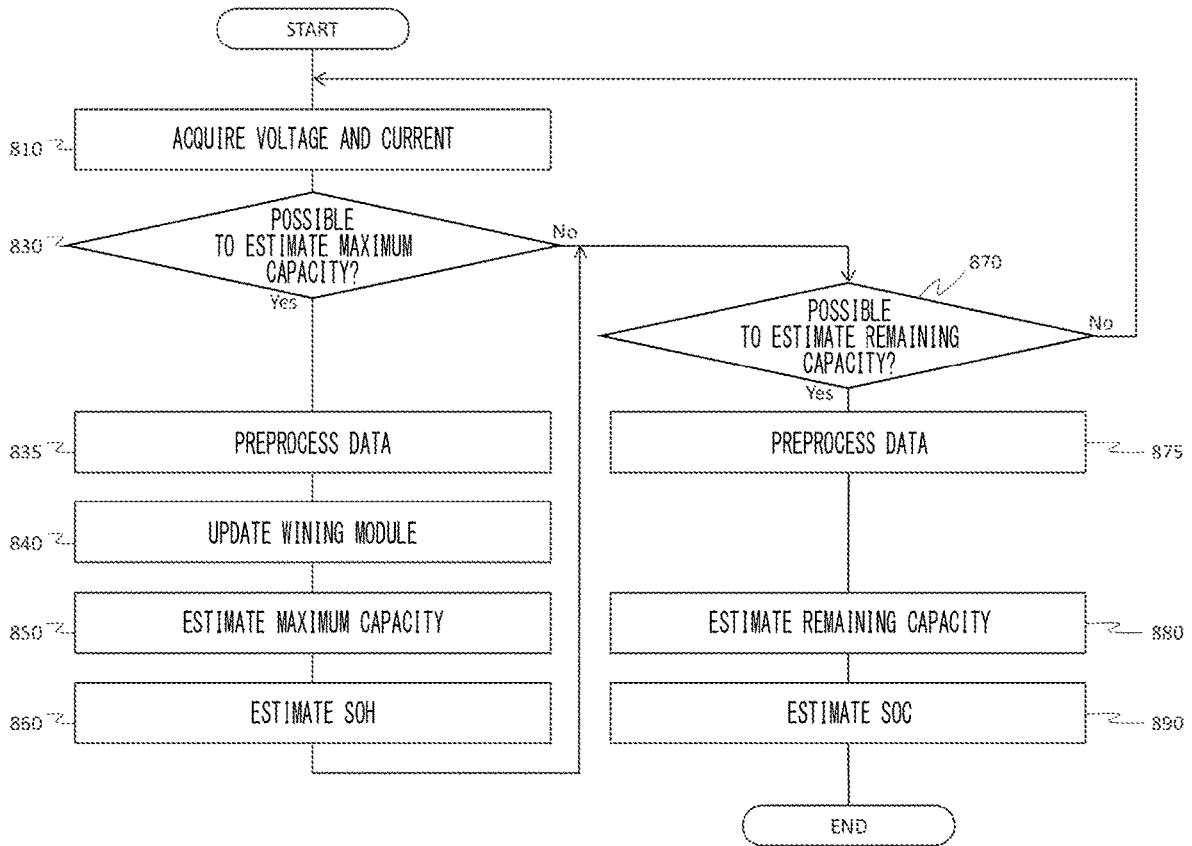 START
810
ACQUIRE VOLTAGE AND CURRENT
830
POSSIBLE
TO ESTIMATE MAXIMUM
CAPACITY?
No
Yes
835
PREPROCESS DATA
840
UPDATE WINING MODULE
850
ESTIMATE MAXIMUM CAPACITY
860
ESTIMATE SOH
870
POSSIBLE
TO ESTIMATE REMAINING
CAPACITY?
No
Yes
PREPROCESS DATA
875
ESTIMATE REMAINING CAPACITY
880
ESTIMATE SOC
890
END